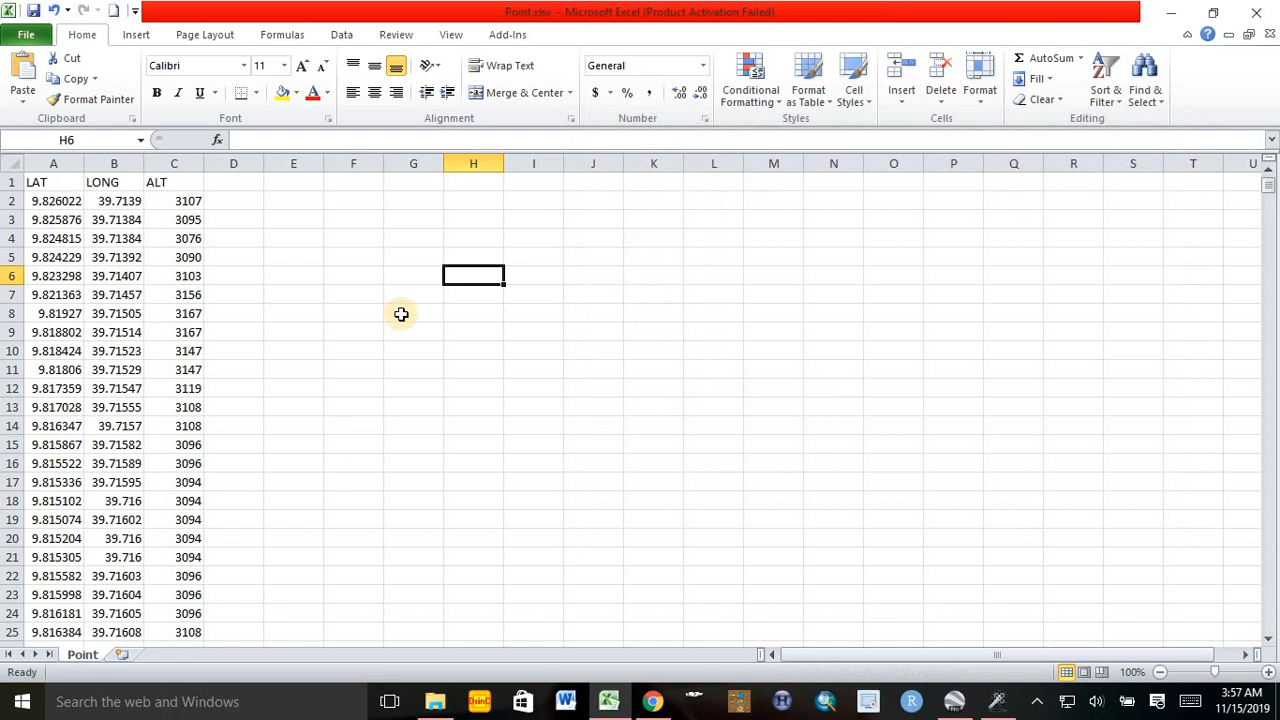 Point.xlsx - Microsoft Excel (Product Activation Failed)
File Home Insert Page Layout Formulas Data Review View Add-Ins
Paste
Cut
Copy
Format Painter
Clipboard
Calibri 11
B I U
Font
Wrap Text
Merge & Center
Alignment
General
$ % ,
Number
Conditional Formatting
Format as Table
Cell Styles
Styles
Insert Delete Format
Cells
Σ AutoSum
Fill
Clear
Sort & Filter
Find & Select
Editing
H6 fx
A B C D E F G H I J K L M N O P Q R S T U
1 LAT LONG ALT
2 9.826022 39.7139 3107
3 9.825876 39.71384 3095
4 9.824815 39.71384 3076
5 9.824229 39.71392 3090
6 9.823298 39.71407 3103
7 9.821363 39.71457 3156
8 9.81927 39.71505 3167
9 9.818802 39.71514 3167
10 9.818424 39.71523 3147
11 9.81806 39.71529 3147
12 9.817359 39.71547 3119
13 9.817028 39.71555 3108
14 9.816347 39.7157 3108
15 9.815867 39.71582 3096
16 9.815522 39.71589 3096
17 9.815336 39.71595 3094
18 9.815102 39.716 3094
19 9.815074 39.71602 3094
20 9.815204 39.716 3094
21 9.815305 39.716 3094
22 9.815582 39.71603 3096
23 9.815998 39.71604 3096
24 9.816181 39.71605 3096
25 9.816384 39.71608 3108
Point
Ready 100%
Search the web and Windows
3:57 AM
11/15/2019